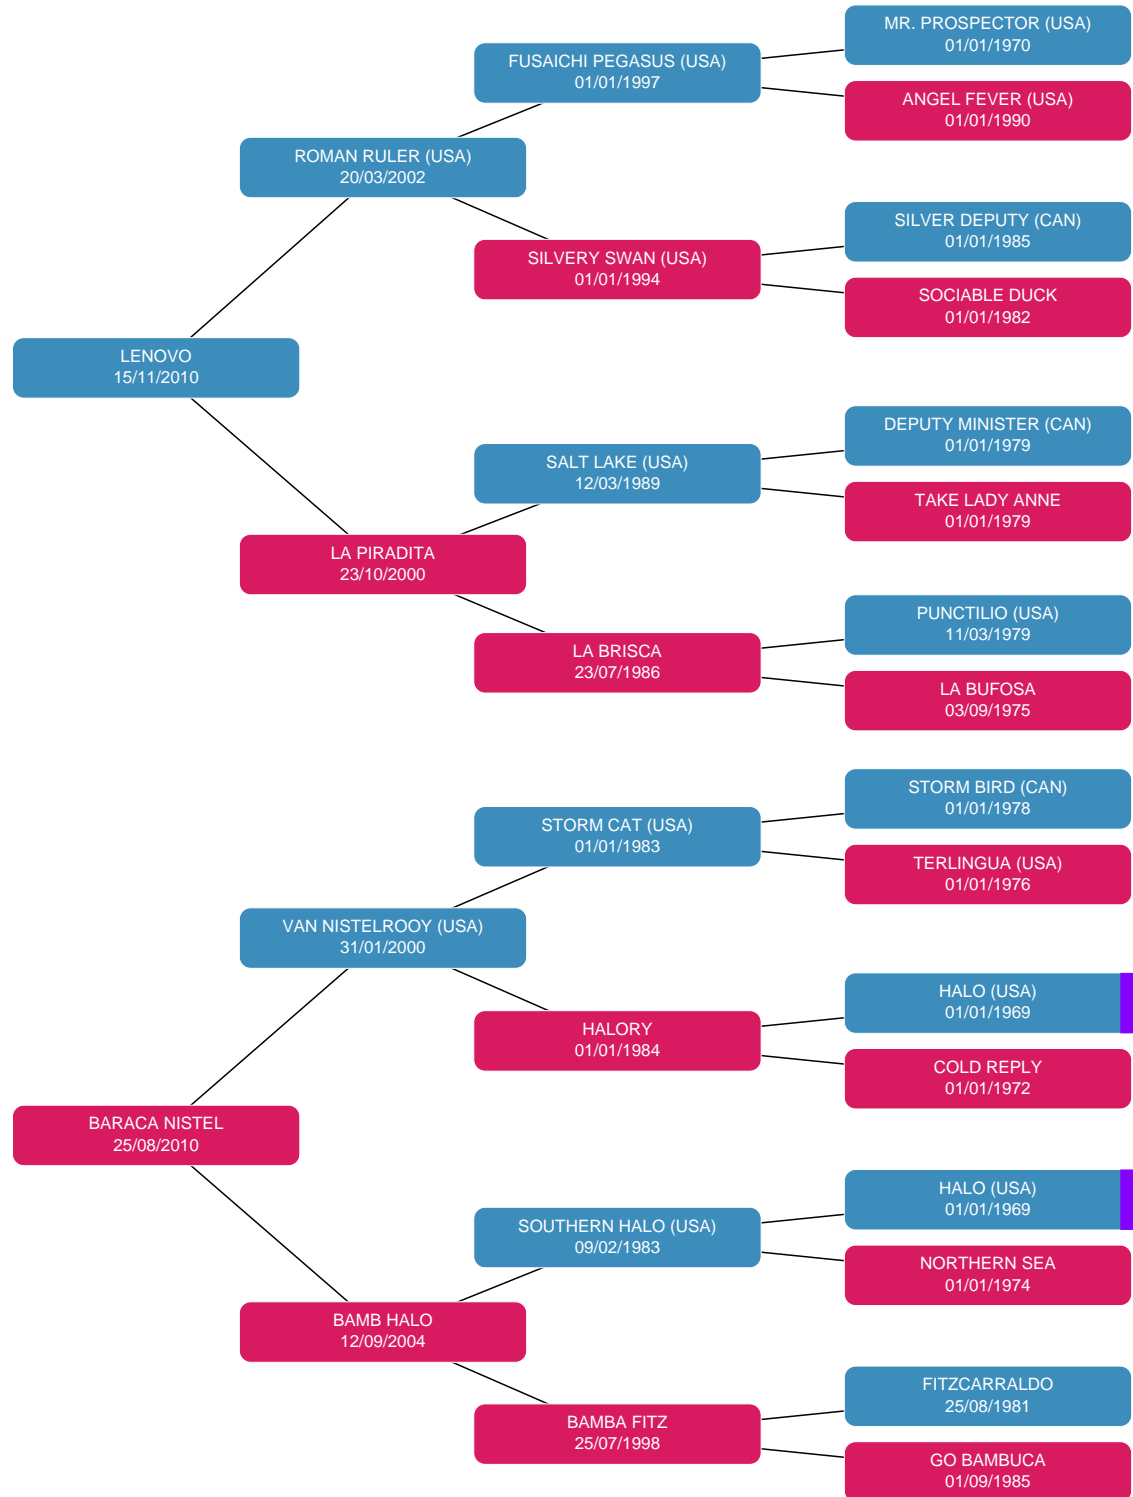 MR. PROSPECTOR (USA)
01/01/1970
FUSAICHI PEGASUS (USA)
01/01/1997
ANGEL FEVER (USA)
01/01/1990
ROMAN RULER (USA)
20/03/2002
SILVER DEPUTY (CAN)
01/01/1985
SILVERY SWAN (USA)
01/01/1994
SOCIABLE DUCK
01/01/1982
LENOVO
15/11/2010
DEPUTY MINISTER (CAN)
01/01/1979
SALT LAKE (USA)
12/03/1989
TAKE LADY ANNE
01/01/1979
LA PIRADITA
23/10/2000
PUNCTILIO (USA)
11/03/1979
LA BRISCA
23/07/1986
LA BUFOSA
03/09/1975
STORM BIRD (CAN)
01/01/1978
STORM CAT (USA)
01/01/1983
TERLINGUA (USA)
01/01/1976
VAN NISTELROOY (USA)
31/01/2000
HALO (USA)
01/01/1969
HALORY
01/01/1984
COLD REPLY
01/01/1972
BARACA NISTEL
25/08/2010
HALO (USA)
01/01/1969
SOUTHERN HALO (USA)
09/02/1983
NORTHERN SEA
01/01/1974
BAMB HALO
12/09/2004
FITZCARRALDO
25/08/1981
BAMBA FITZ
25/07/1998
GO BAMBUCA
01/09/1985